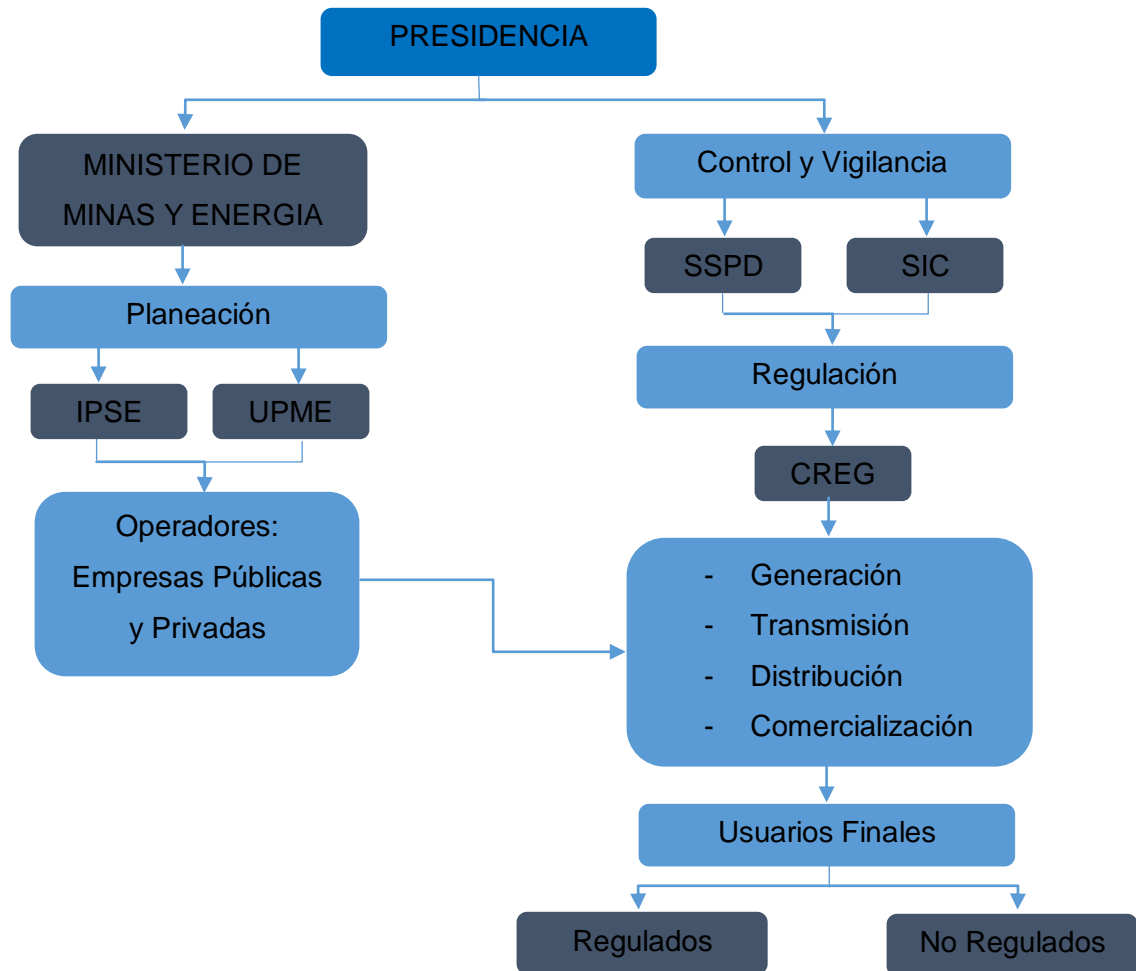 PRESIDENCIA
MINISTERIO DE
MINAS Y ENERGIA
Control y Vigilancia
SSPD
SIC
Planeación
Regulación
IPSE
UPME
CREG
Operadores:
Empresas Públicas
y Privadas
- Generación
- Transmisión
- Distribución
- Comercialización
Usuarios Finales
Regulados
No Regulados